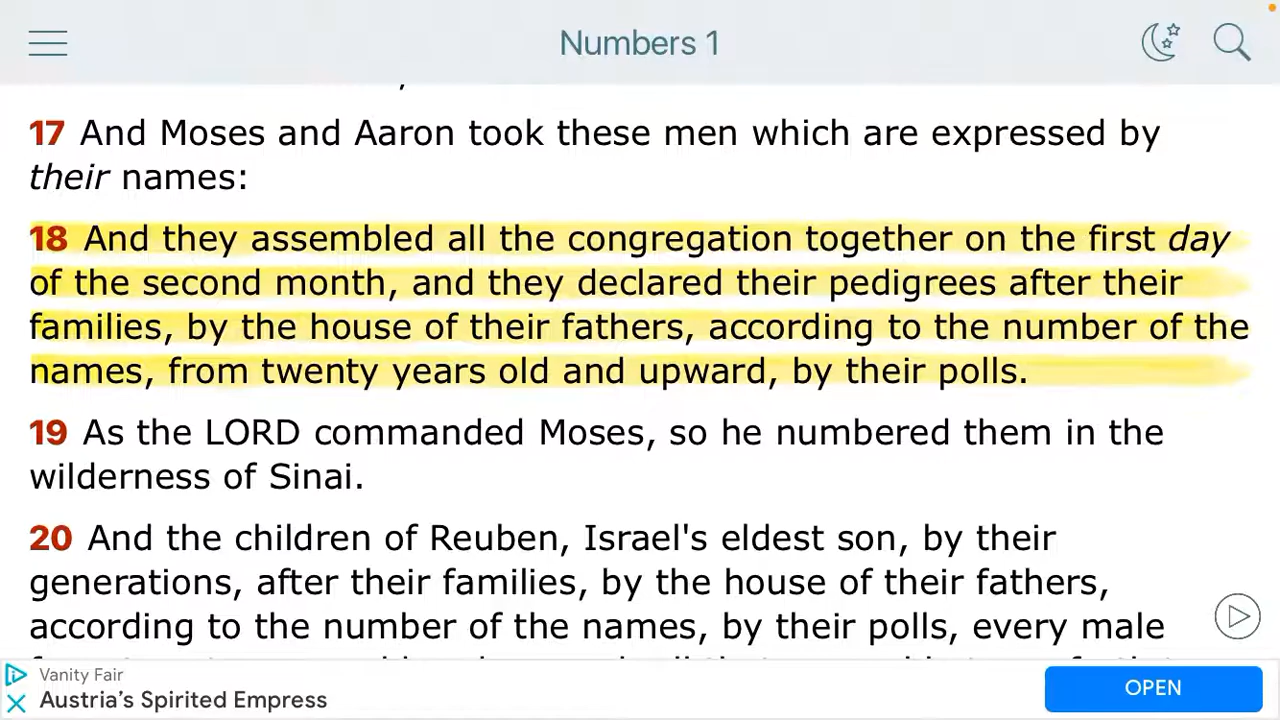 Numbers 1
17 And Moses and Aaron took these men which are expressed by
their names:
18 And they assembled all the congregation together on the first day
of the second month, and they declared their pedigrees after their
families, by the house of their fathers, according to the number of the
names, from twenty years old and upward, by their polls.
19 As the LORD commanded Moses, so he numbered them in the
wilderness of Sinai.
20 And the children of Reuben, Israel's eldest son, by their
generations, after their families, by the house of their fathers,
according to the number of the names, by their polls, every male
Vanity Fair
Austria's Spirited Empress
OPEN